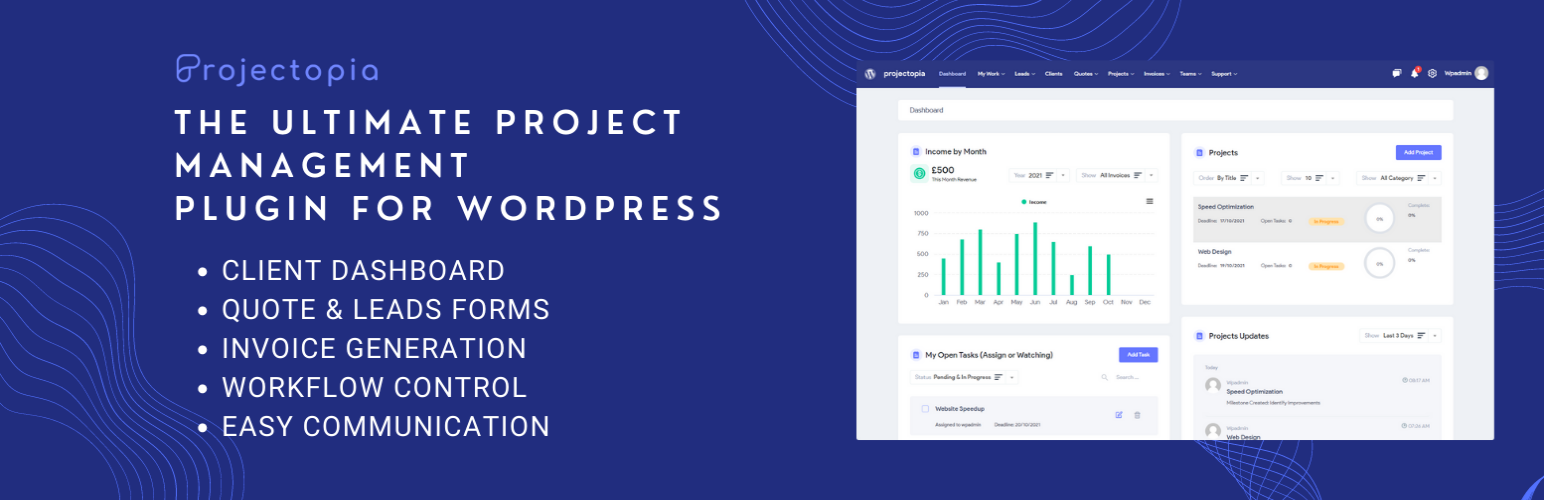 Projectopia
THE ULTIMATE PROJECT
MANAGEMENT
PLUGIN FOR WORDPRESS
• CLIENT DASHBOARD
• QUOTE & LEADS FORMS
• INVOICE GENERATION
• WORKFLOW CONTROL
• EASY COMMUNICATION
projectopia Dashboard My Work Leads Clients Quotes Projects Invoices Teams Support Wpadmin
Dashboard
Income by Month
£500
This Month Revenue
Year 2021 Show All Invoices
Income
1000
750
500
250
0
Jan Feb Mar Apr May Jun Jul Aug Sep Oct Nov Dec
My Open Tasks (Assign or Watching) Add Task
Status Pending & In Progress Search...
Website Speedup
Assigned to wpadmin Deadline: 20/10/2021
Projects Add Project
Order By Title Show 10 Show All Category
Speed Optimization
Deadline: 17/10/2021 Open Tasks: 0 In Progress 0% Complete:
0%
Web Design
Deadline: 19/10/2021 Open Tasks: 0 In Progress 0% Complete:
0%
Projects Updates Show Last 3 Days
Today
Wpadmin 08:17 AM
Speed Optimization
Milestone Created: Identify Improvements
Wpadmin 07:26 AM
Web Design